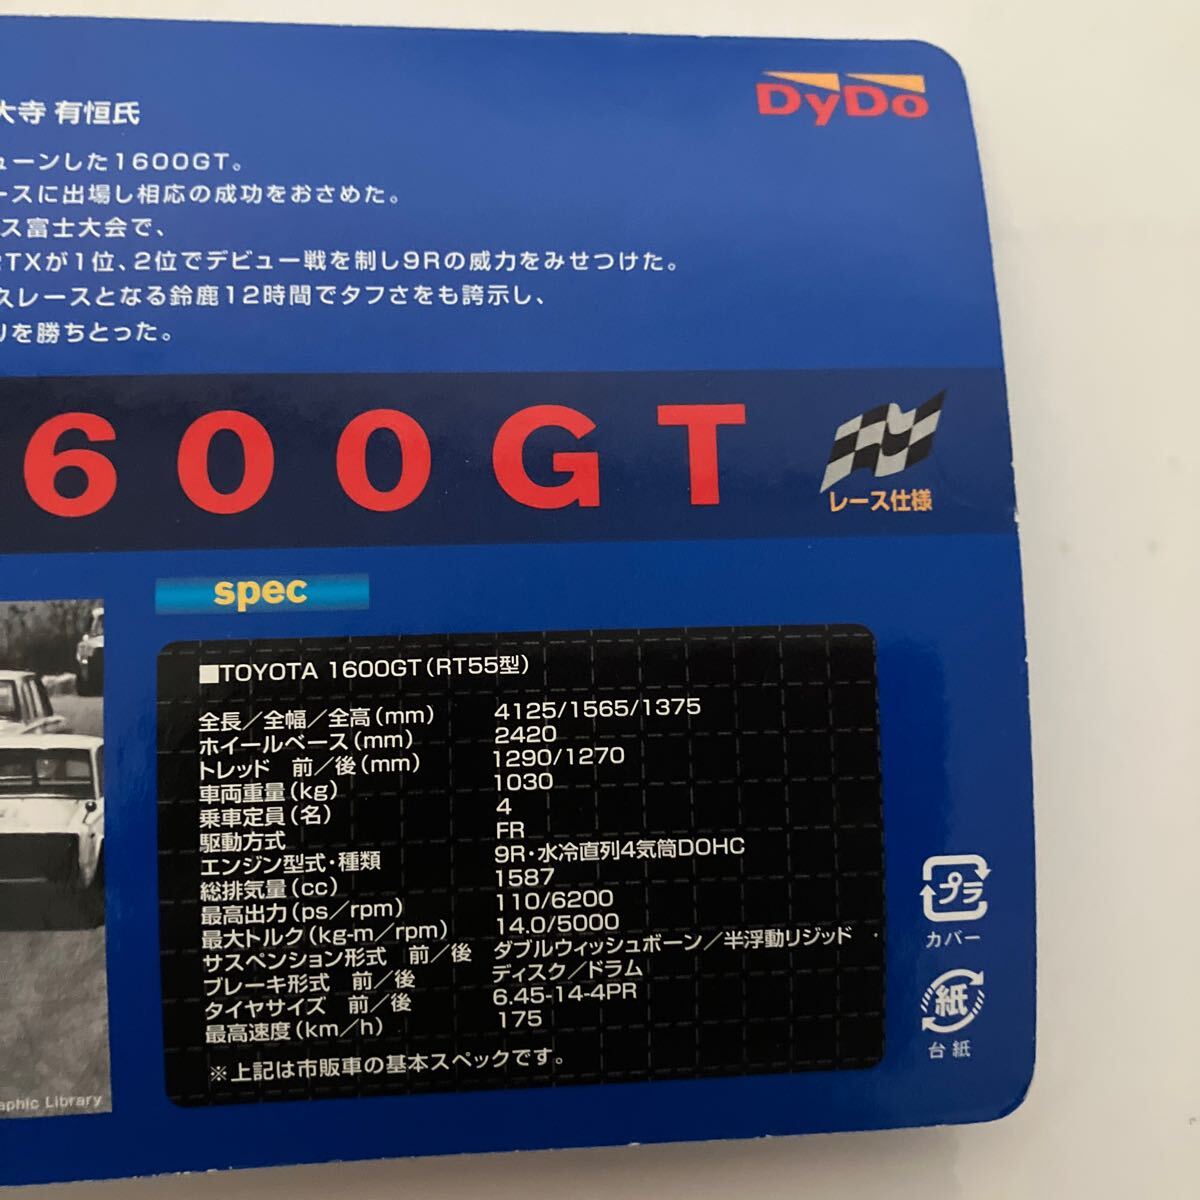 DyDo
大寺 有恒氏
ューンした1600GT。
ースに出場し相応の成功をおさめた。
ス富士大会で、
TXが1位、2位でデビュー戦を制し9Rの威力をみせつけた。
スレースとなる鈴鹿12時間でタフさをも誇示し、
リを勝ちとった。
600GT
レース仕様
spec
■TOYOTA 1600GT(RT55型)
全長/全幅/全高(mm) 4125/1565/1375
ホイールベース(mm) 2420
トレッド 前/後(mm) 1290/1270
車両重量(kg) 1030
乗車定員(名) 4
駆動方式 FR
エンジン型式・種類 9R・水冷直列4気筒DOHC
総排気量(cc) 1587
最高出力(ps/rpm) 110/6200
最大トルク(kg-m/rpm) 14.0/5000
サスペンション形式 前/後 ダブルウィッシュボーン/半浮動リジッド
ブレーキ形式 前/後 ディスク/ドラム
タイヤサイズ 前/後 6.45-14-4PR
最高速度(km/h) 175
※上記は市販車の基本スペックです。
プラ
カバー
紙
台紙
aphic Library